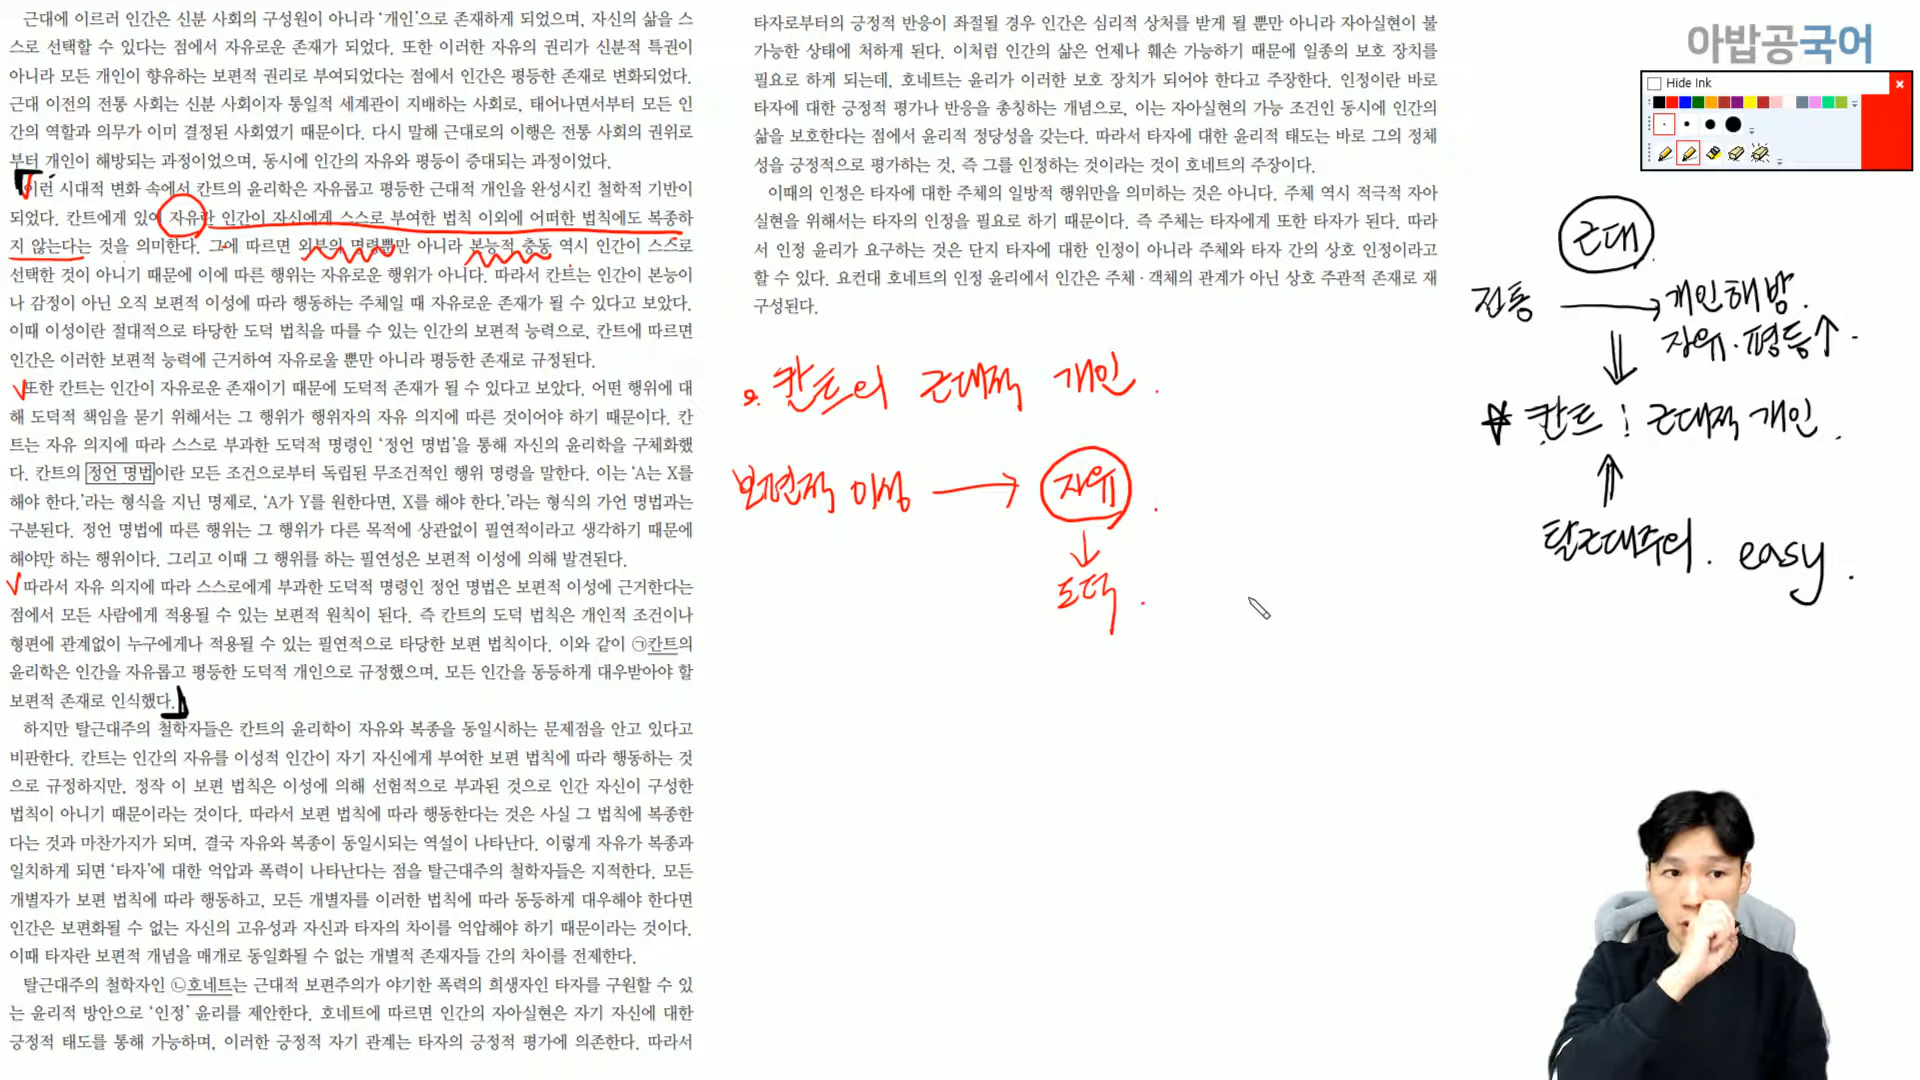 근대에 이르러 인간은 신분 사회의 구성원이 아니라 ‘개인’으로 존재하게 되었으며, 자신의 삶을 스
스로 선택할 수 있다는 점에서 자유로운 존재가 되었다. 또한 이러한 자유의 권리가 신분적 특권이
아니라 모든 개인이 향유하는 보편적 권리로 부여되었다는 점에서 인간은 평등한 존재로 변화되었다.
근대 이전의 전통 사회는 신분 사회이자 통일적 세계관이 지배하는 사회로, 태어나면서부터 모든 인
간의 역할과 의무가 이미 결정된 사회였기 때문이다. 다시 말해 근대로의 이행은 전통 사회의 권위로
부터 개인이 해방되는 과정이었으며, 동시에 인간의 자유와 평등이 증대되는 과정이었다.
이런 시대적 변화 속에서 칸트의 윤리학은 자유롭고 평등한 근대적 개인을 완성시킨 철학적 기반이
되었다. 칸트에게 있어 자유란 인간이 자신에게 스스로 부여한 법칙 이외에 어떠한 법칙에도 복종하
지 않는다는 것을 의미한다. 그에 따르면 외부의 명령뿐만 아니라 본능적 충동 역시 인간이 스스로
선택한 것이 아니기 때문에 이에 따른 행위는 자유로운 행위가 아니다. 따라서 칸트는 인간이 본능이
나 감정이 아닌 오직 보편적 이성에 따라 행동하는 주체일 때 자유로운 존재가 될 수 있다고 보았다.
이때 이성이란 절대적으로 타당한 도덕 법칙을 따를 수 있는 인간의 보편적 능력으로, 칸트에 따르면
인간은 이러한 보편적 능력에 근거하여 자유로울 뿐만 아니라 평등한 존재로 규정된다.
또한 칸트는 인간이 자유로운 존재이기 때문에 도덕적 존재가 될 수 있다고 보았다. 어떤 행위에 대
해 도덕적 책임을 묻기 위해서는 그 행위가 행위자의 자유 의지에 따른 것이어야 하기 때문이다. 칸
트는 자유 의지에 따라 스스로 부과한 도덕적 명령인 ‘정언 명법’을 통해 자신의 윤리학을 구체화했
다. 칸트의 정언 명법이란 모든 조건으로부터 독립된 무조건적인 행위 명령을 말한다. 이는 ‘A는 X를
해야 한다.’라는 형식을 지닌 명제로, ‘A가 Y를 원한다면, X를 해야 한다.’라는 형식의 가언 명법과는
구분된다. 정언 명법에 따른 행위는 그 행위가 다른 목적에 상관없이 필연적이라고 생각하기 때문에
해야만 하는 행위이다. 그리고 이때 그 행위를 하는 필연성은 보편적 이성에 의해 발견된다.
따라서 자유 의지에 따라 스스로에게 부과한 도덕적 명령인 정언 명법은 보편적 이성에 근거한다는
점에서 모든 사람에게 적용될 수 있는 보편적 원칙이 된다. 즉 칸트의 도덕 법칙은 개인적 조건이나
형편에 관계없이 누구에게나 적용될 수 있는 필연적으로 타당한 보편 법칙이다. 이와 같이 ㉠칸트의
윤리학은 인간을 자유롭고 평등한 도덕적 개인으로 규정했으며, 모든 인간을 동등하게 대우받아야 할
보편적 존재로 인식했다.
하지만 탈근대주의 철학자들은 칸트의 윤리학이 자유와 복종을 동일시하는 문제점을 안고 있다고
비판한다. 칸트는 인간의 자유를 이성적 인간이 자기 자신에게 부여한 보편 법칙에 따라 행동하는 것
으로 규정하지만, 정작 이 보편 법칙은 이성에 의해 선험적으로 부과된 것으로 인간 자신이 구성한
법칙이 아니기 때문이라는 것이다. 따라서 보편 법칙에 따라 행동한다는 것은 사실 그 법칙에 복종한
다는 것과 마찬가지가 되며, 결국 자유와 복종이 동일시되는 역설이 나타난다. 이렇게 자유가 복종과
일치하게 되면 ‘타자’에 대한 억압과 폭력이 나타난다는 점을 탈근대주의 철학자들은 지적한다. 모든
개별자가 보편 법칙에 따라 행동하고, 모든 개별자를 이러한 법칙에 따라 동등하게 대우해야 한다면
인간은 보편화될 수 없는 자신의 고유성과 자신과 타자의 차이를 억압해야 하기 때문이라는 것이다.
이때 타자란 보편적 개념을 매개로 동일화될 수 없는 개별적 존재자들 간의 차이를 전제한다.
탈근대주의 철학자인 ㉡호네트는 근대적 보편주의가 야기한 폭력의 희생자인 타자를 구원할 수 있
는 윤리적 방안으로 ‘인정’ 윤리를 제안한다. 호네트에 따르면 인간의 자아실현은 자기 자신에 대한
긍정적 태도를 통해 가능하며, 이러한 긍정적 자기 관계는 타자의 긍정적 평가에 의존한다. 따라서
타자로부터의 긍정적 반응이 좌절될 경우 인간은 심리적 상처를 받게 될 뿐만 아니라 자아실현이 불
가능한 상태에 처하게 된다. 이처럼 인간의 삶은 언제나 훼손 가능하기 때문에 일종의 보호 장치를
필요로 하게 되는데, 호네트는 윤리가 이러한 보호 장치가 되어야 한다고 주장한다. 인정이란 바로
타자에 대한 긍정적 평가나 반응을 총칭하는 개념으로, 이는 자아실현의 가능 조건인 동시에 인간의
삶을 보호한다는 점에서 윤리적 정당성을 갖는다. 따라서 타자에 대한 윤리적 태도는 바로 그의 정체
성을 긍정적으로 평가하는 것, 즉 그를 인정하는 것이라는 것이 호네트의 주장이다.
이때의 인정은 타자에 대한 주체의 일방적 행위만을 의미하는 것은 아니다. 주체 역시 적극적 자아
실현을 위해서는 타자의 인정을 필요로 하기 때문이다. 즉 주체는 타자에게 또한 타자가 된다. 따라
서 인정 윤리가 요구하는 것은 단지 타자에 대한 인정이 아니라 주체와 타자 간의 상호 인정이라고
할 수 있다. 요컨대 호네트의 인정 윤리에서 인간은 주체·객체의 관계가 아닌 상호 주관적 존재로 재
구성된다.
칸트의 근대적 개인.
보편적 이성 → 자유.
↓
도덕.
아밥공국어
Hide Ink
근대
전통 → 개인해방.
자유·평등↑.
⇓
★ 칸트 : 근대적 개인.
⇑
탈근대주의. easy.